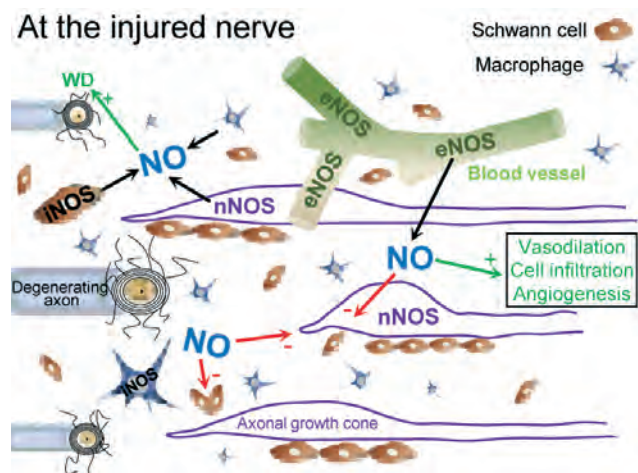 At the injured nerve
Schwann cell
Macrophage
WD
+
NO
iNOS
nNOS
eNOS
eNOS
eNOS
Blood vessel
NO
+
Vasodilation
Cell infiltration
Angiogenesis
-
nNOS
Degenerating
axon
NO
-
-
iNOS
Axonal growth cone